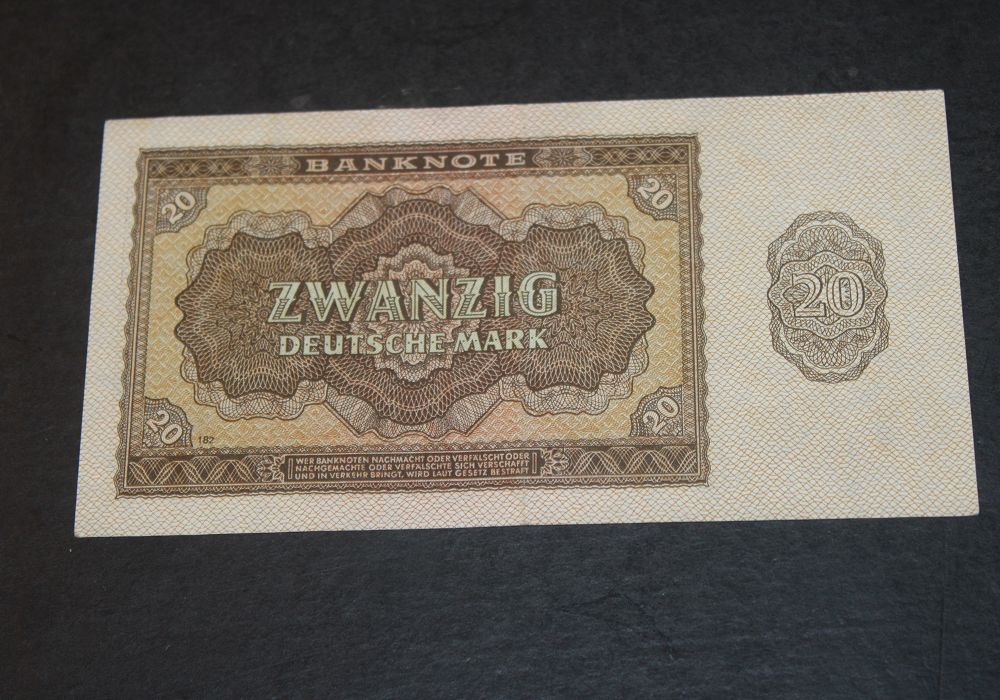 BANKNOTE
20
20
ZWANZIG
20
DEUTSCHE MARK
20
20
182
WER BANKNOTEN NACHMACHT ODER VERFÄLSCHT ODER
NACHGEMACHTE ODER VERFÄLSCHTE SICH VERSCHAFFT
UND IN VERKEHR BRINGT, WIRD LAUT GESETZ BESTRAFT